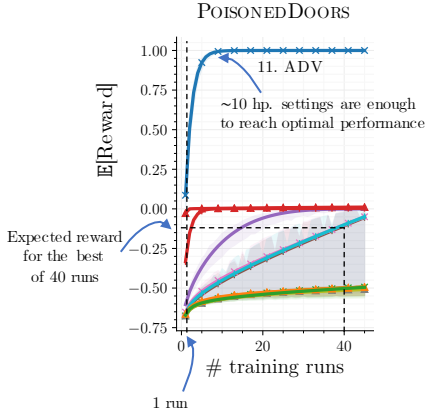 POISONEDDOORS
1.00
0.75
0.50
0.25
0.00
−0.25
−0.50
−0.75
𝔼[Reward]
11. ADV
~10 hp. settings are enough
to reach optimal performance
Expected reward
for the best
of 40 runs
0
20
40
# training runs
1 run